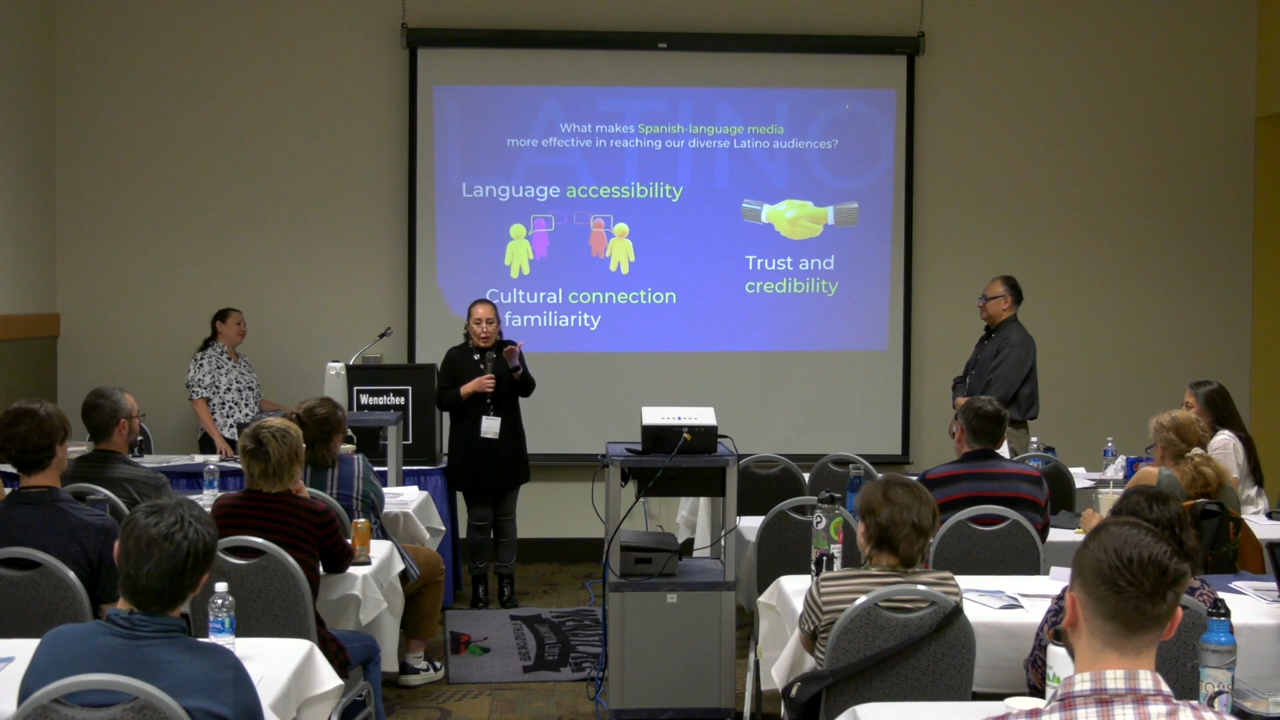 LATINO
What makes Spanish-language media
more effective in reaching our diverse Latino audiences?
Language accessibility
Trust and
credibility
Cultural connection
familiarity
Wenatchee